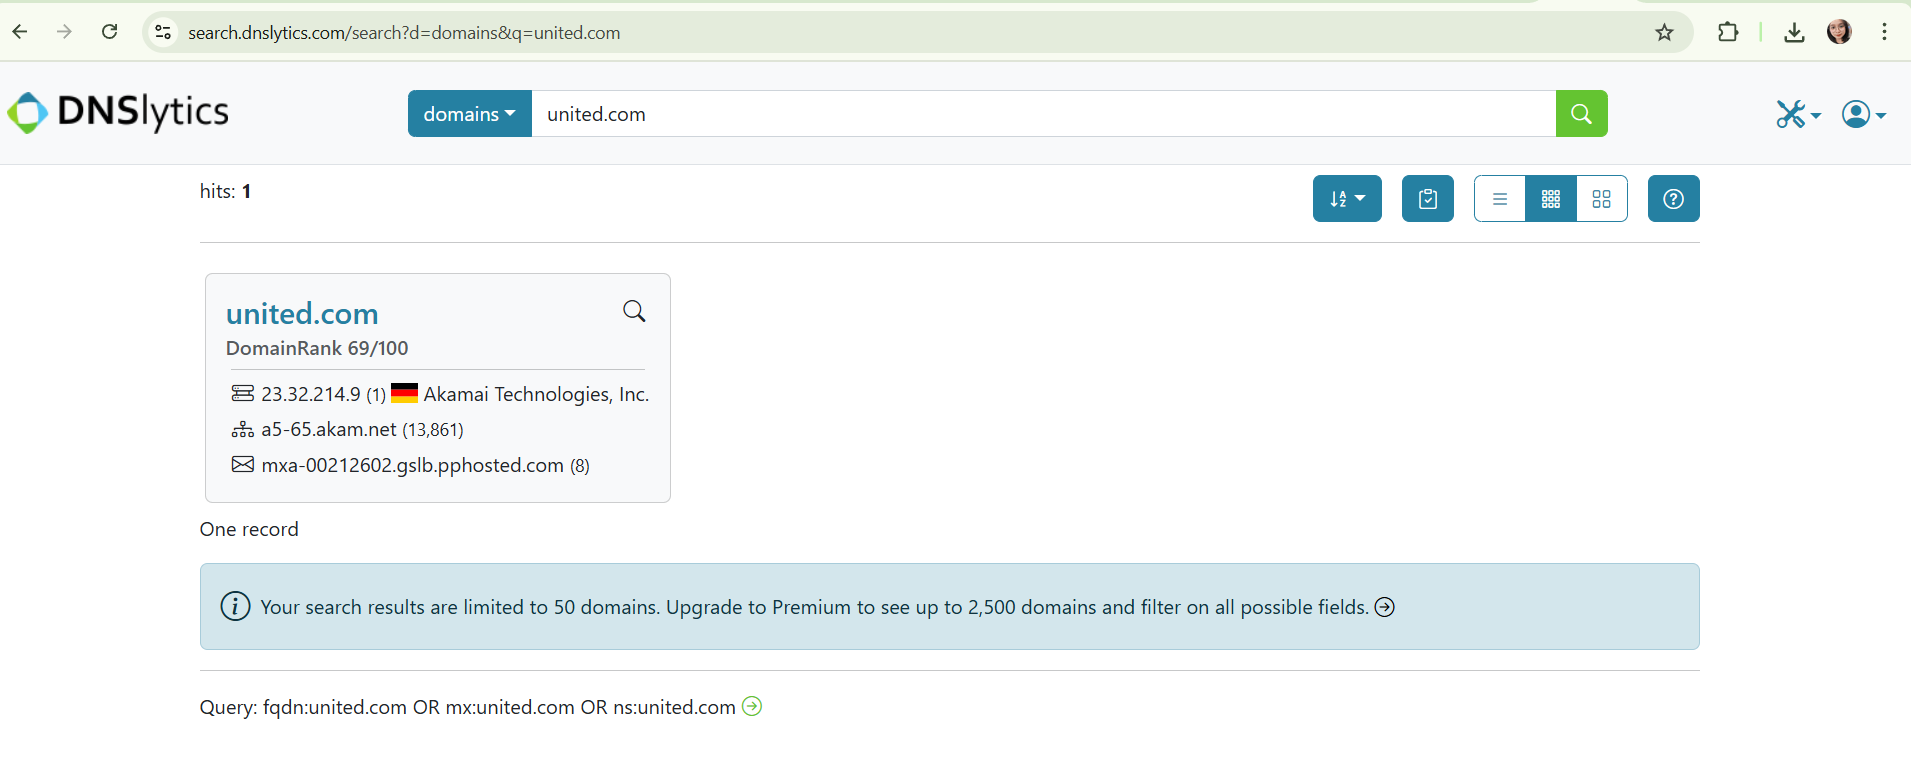 search.dnslytics.com/search?d=domains&q=united.com
DNSlytics
domains
united.com
hits: 1
united.com
DomainRank 69/100
23.32.214.9 (1) Akamai Technologies, Inc.
a5-65.akam.net (13,861)
mxa-00212602.gslb.pphosted.com (8)
One record
Your search results are limited to 50 domains. Upgrade to Premium to see up to 2,500 domains and filter on all possible fields.
Query: fqdn:united.com OR mx:united.com OR ns:united.com